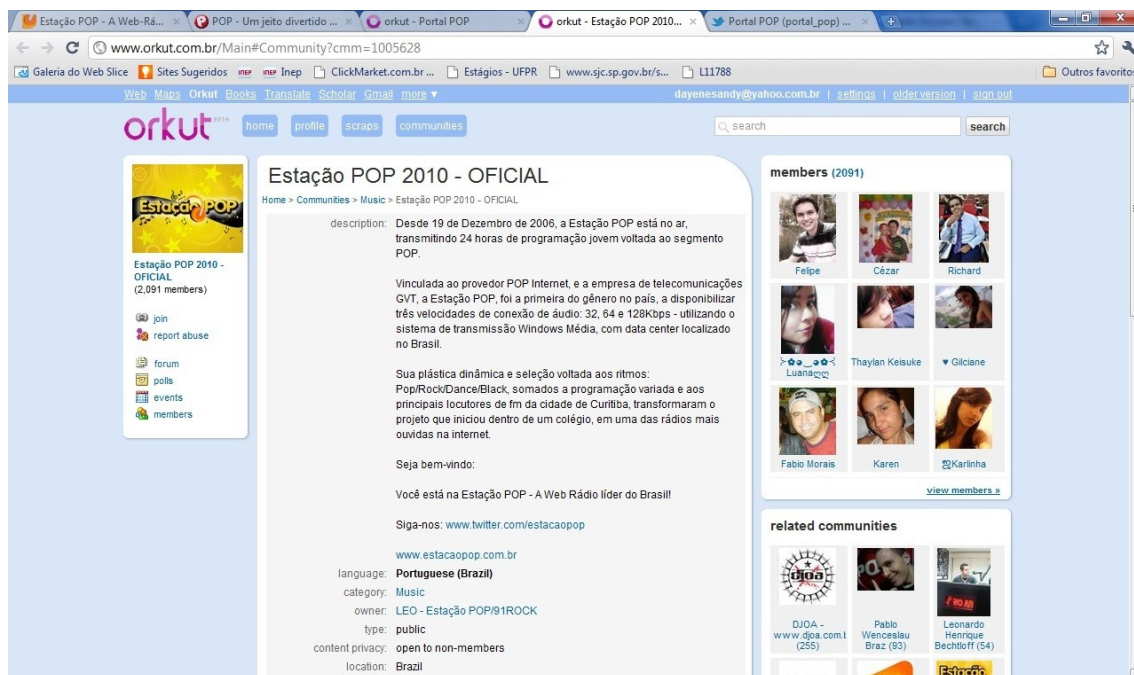 Estação POP - A Web-Rá...
POP - Um jeito divertido ...
orkut - Portal POP
orkut - Estação POP 2010...
Portal POP (portal_pop) ...
www.orkut.com.br/Main#Community?cmm=1005628
Galeria do Web Slice
Sites Sugeridos
INEP
INEP Inep
ClickMarket.com.br ...
Estágios - UFPR
www.sjc.sp.gov.br/s...
L11788
Outros favoritos
Web Maps Orkut Books Translate Scholar Gmail more ▼
dayenesandy@yahoo.com.br | settings | older version | sign out
orkut BETA
home
profile
scraps
communities
search
search
Estação POP
Estação POP 2010 -
OFICIAL
(2,091 members)
join
report abuse
forum
polls
events
members
Estação POP 2010 - OFICIAL
Home > Communities > Music > Estação POP 2010 - OFICIAL
description: Desde 19 de Dezembro de 2006, a Estação POP está no ar,
transmitindo 24 horas de programação jovem voltada ao segmento
POP.
Vinculada ao provedor POP Internet, e a empresa de telecomunicações
GVT, a Estação POP, foi a primeira do gênero no país, a disponibilizar
três velocidades de conexão de áudio: 32, 64 e 128Kbps - utilizando o
sistema de transmissão Windows Média, com data center localizado
no Brasil.
Sua plástica dinâmica e seleção voltada aos ritmos:
Pop/Rock/Dance/Black, somados a programação variada e aos
principais locutores de fm da cidade de Curitiba, transformaram o
projeto que iniciou dentro de um colégio, em uma das rádios mais
ouvidas na internet.
Seja bem-vindo:
Você está na Estação POP - A Web Rádio líder do Brasil!
Siga-nos: www.twitter.com/estacaopop
www.estacaopop.com.br
language: Portuguese (Brazil)
category: Music
owner: LEO - Estação POP/91ROCK
type: public
content privacy: open to non-members
location: Brazil
members (2091)
Felipe
Cézar
Richard
Luana
Thaylan Keisuke
♥ Gilciane
Fabio Morais
Karen
Karlinha
view members »
related communities
djoa
NO AR
DJOA -
www.djoa.com.b
(255)
Pablo
Wenceslau
Braz (93)
Leonardo
Henrique
Bechtloff (54)
Estação